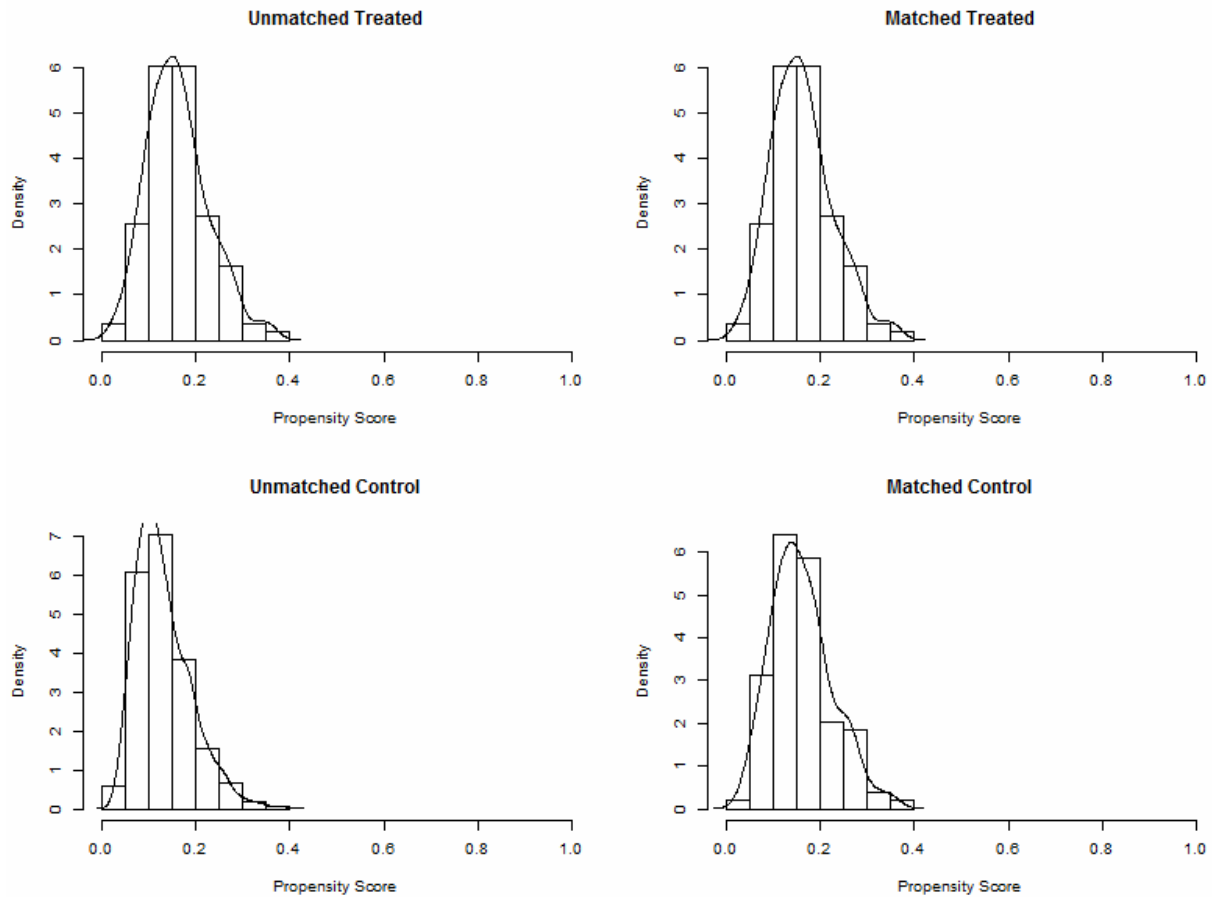 Unmatched Treated
Density
0
1
2
3
4
5
6
0.0 0.2 0.4 0.6 0.8 1.0
Propensity Score
Matched Treated
Density
0
1
2
3
4
5
6
0.0 0.2 0.4 0.6 0.8 1.0
Propensity Score
Unmatched Control
Density
0
1
2
3
4
5
6
7
0.0 0.2 0.4 0.6 0.8 1.0
Propensity Score
Matched Control
Density
0
1
2
3
4
5
6
0.0 0.2 0.4 0.6 0.8 1.0
Propensity Score